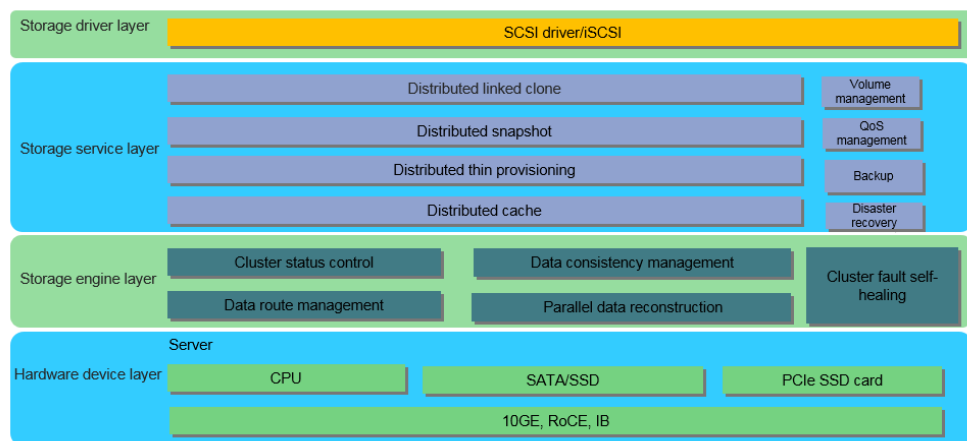 Storage driver layer
SCSI driver/iSCSI
Storage service layer
Distributed linked clone
Volume
management
Distributed snapshot
QoS
management
Distributed thin provisioning
Backup
Distributed cache
Disaster
recovery
Storage engine layer
Cluster status control
Data consistency management
Cluster fault self-
healing
Data route management
Parallel data reconstruction
Hardware device layer
Server
CPU
SATA/SSD
PCIe SSD card
10GE, RoCE, IB